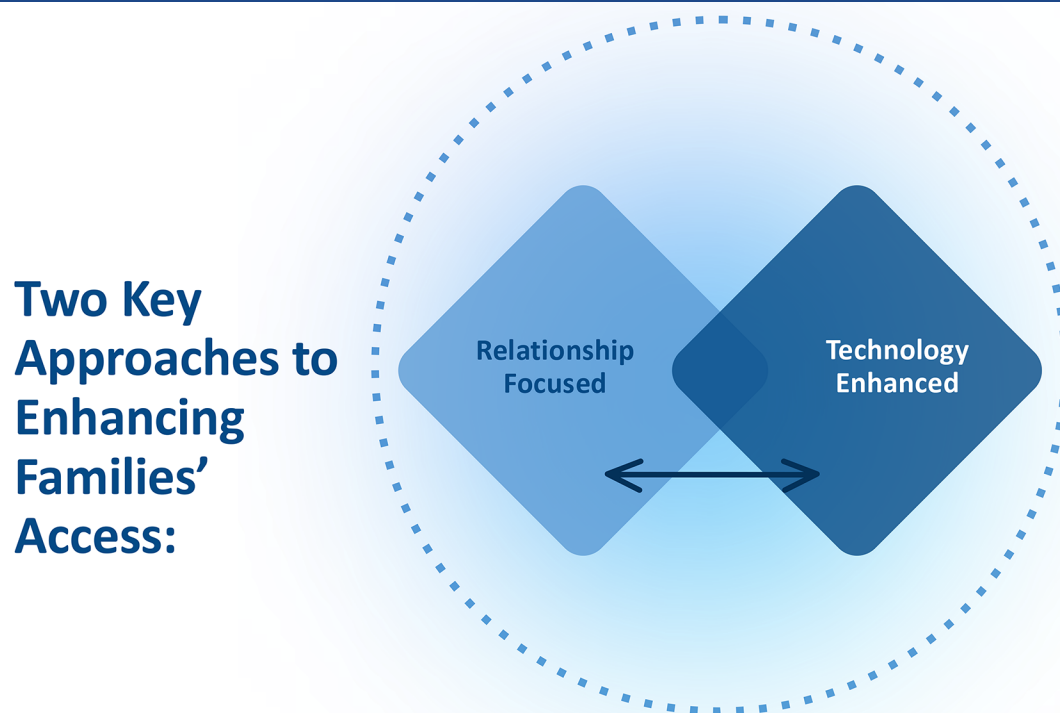 Two Key
Approaches to
Enhancing
Families’
Access:
Relationship
Focused
Technology
Enhanced